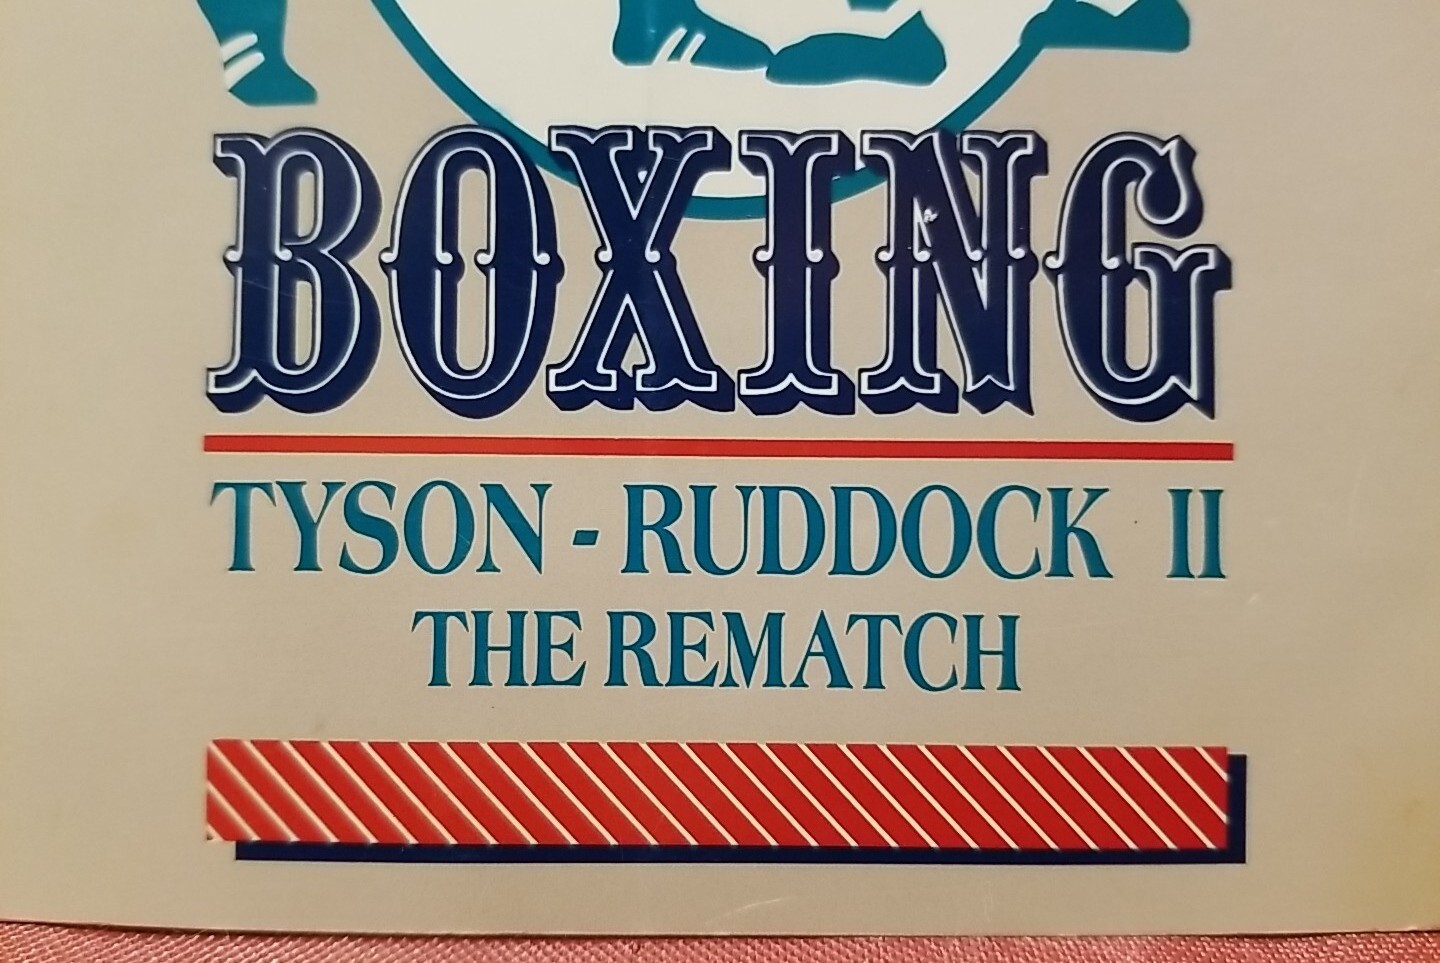 BOXING
TYSON - RUDDOCK II
THE REMATCH